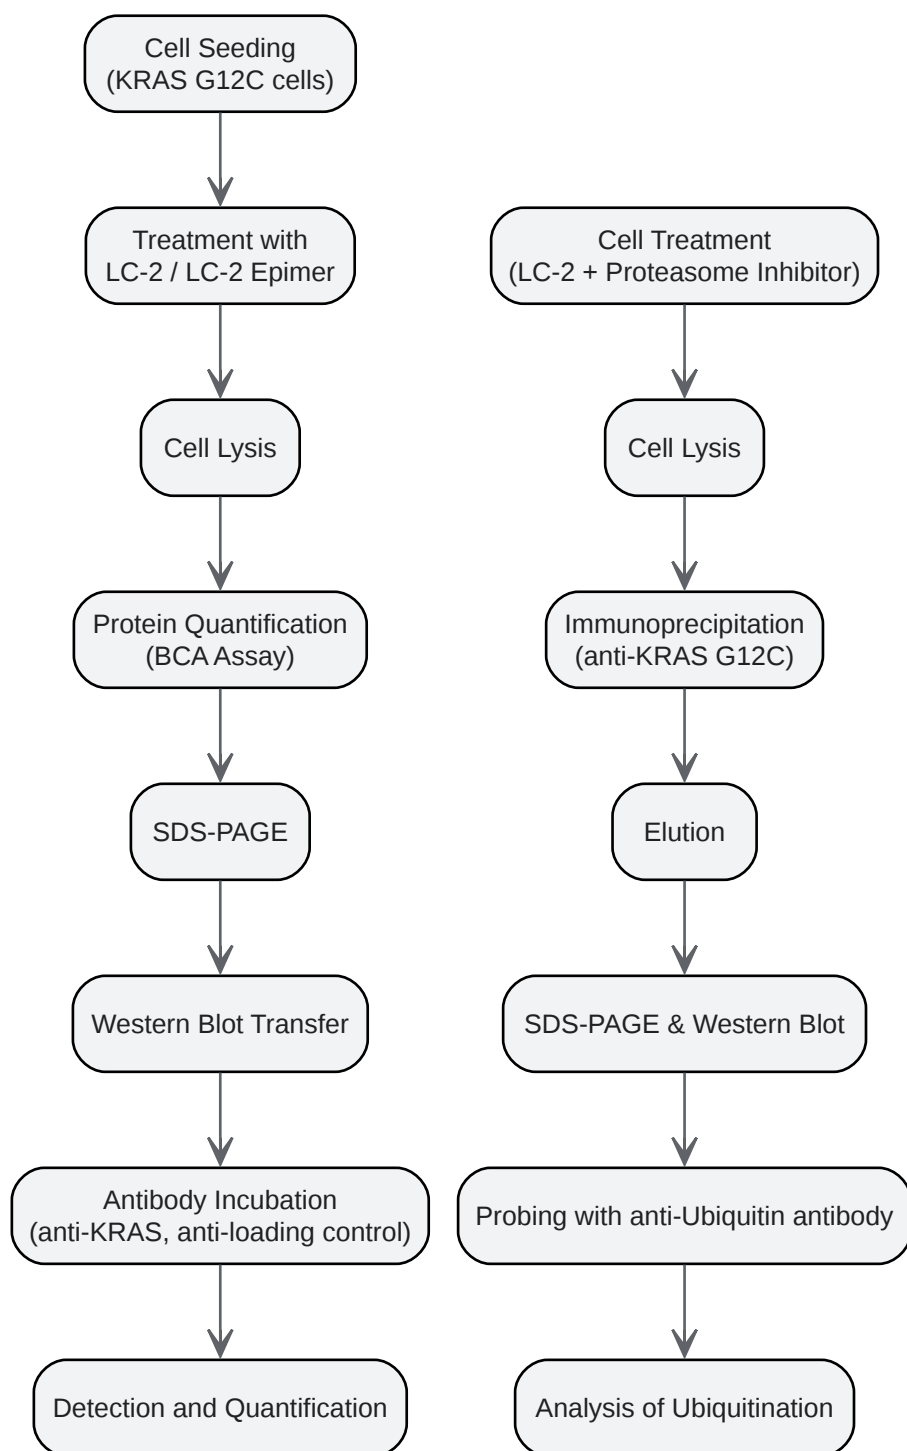 Cell Seeding
(KRAS G12C cells)
Treatment with
LC-2 / LC-2 Epimer
Cell Lysis
Protein Quantification
(BCA Assay)
SDS-PAGE
Western Blot Transfer
Antibody Incubation
(anti-KRAS, anti-loading control)
Detection and Quantification
Cell Treatment
(LC-2 + Proteasome Inhibitor)
Cell Lysis
Immunoprecipitation
(anti-KRAS G12C)
Elution
SDS-PAGE & Western Blot
Probing with anti-Ubiquitin antibody
Analysis of Ubiquitination